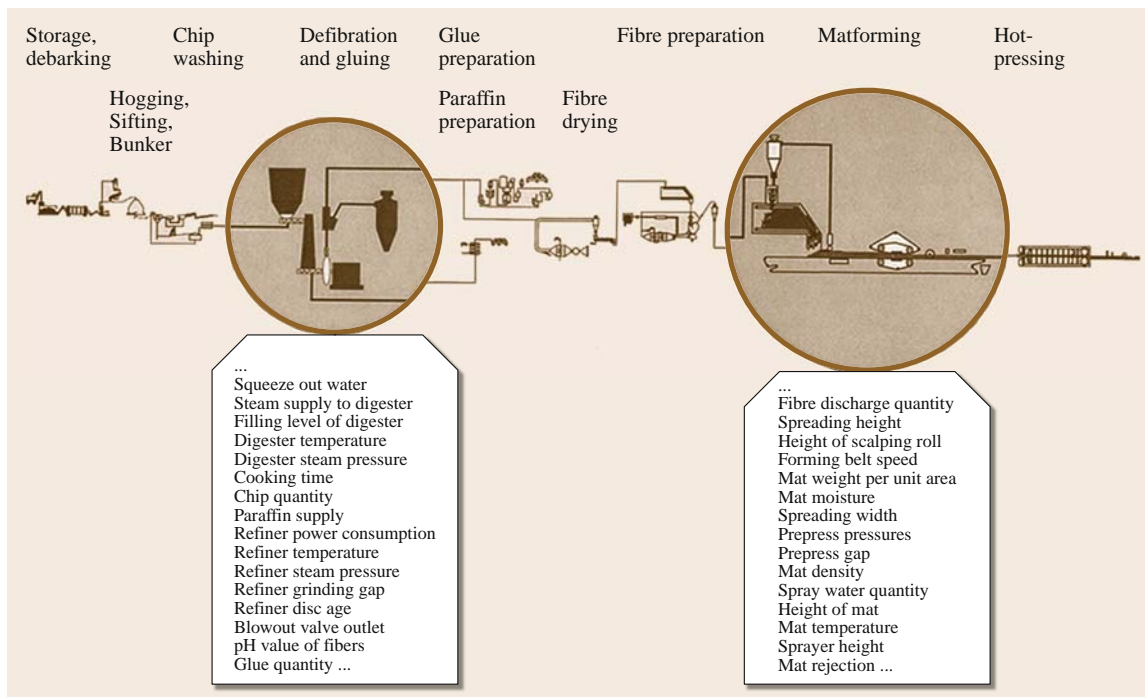 Storage,
debarking
Chip
washing
Defibration
and gluing
Glue
preparation
Fibre preparation
Matforming
Hot-
pressing
Hogging,
Sifting,
Bunker
Paraffin
preparation
Fibre
drying
...
Squeeze out water
Steam supply to digester
Filling level of digester
Digester temperature
Digester steam pressure
Cooking time
Chip quantity
Paraffin supply
Refiner power consumption
Refiner temperature
Refiner steam pressure
Refiner grinding gap
Refiner disc age
Blowout valve outlet
pH value of fibers
Glue quantity ...
...
Fibre discharge quantity
Spreading height
Height of scalping roll
Forming belt speed
Mat weight per unit area
Mat moisture
Spreading width
Prepress pressures
Prepress gap
Mat density
Spray water quantity
Height of mat
Mat temperature
Sprayer height
Mat rejection ...